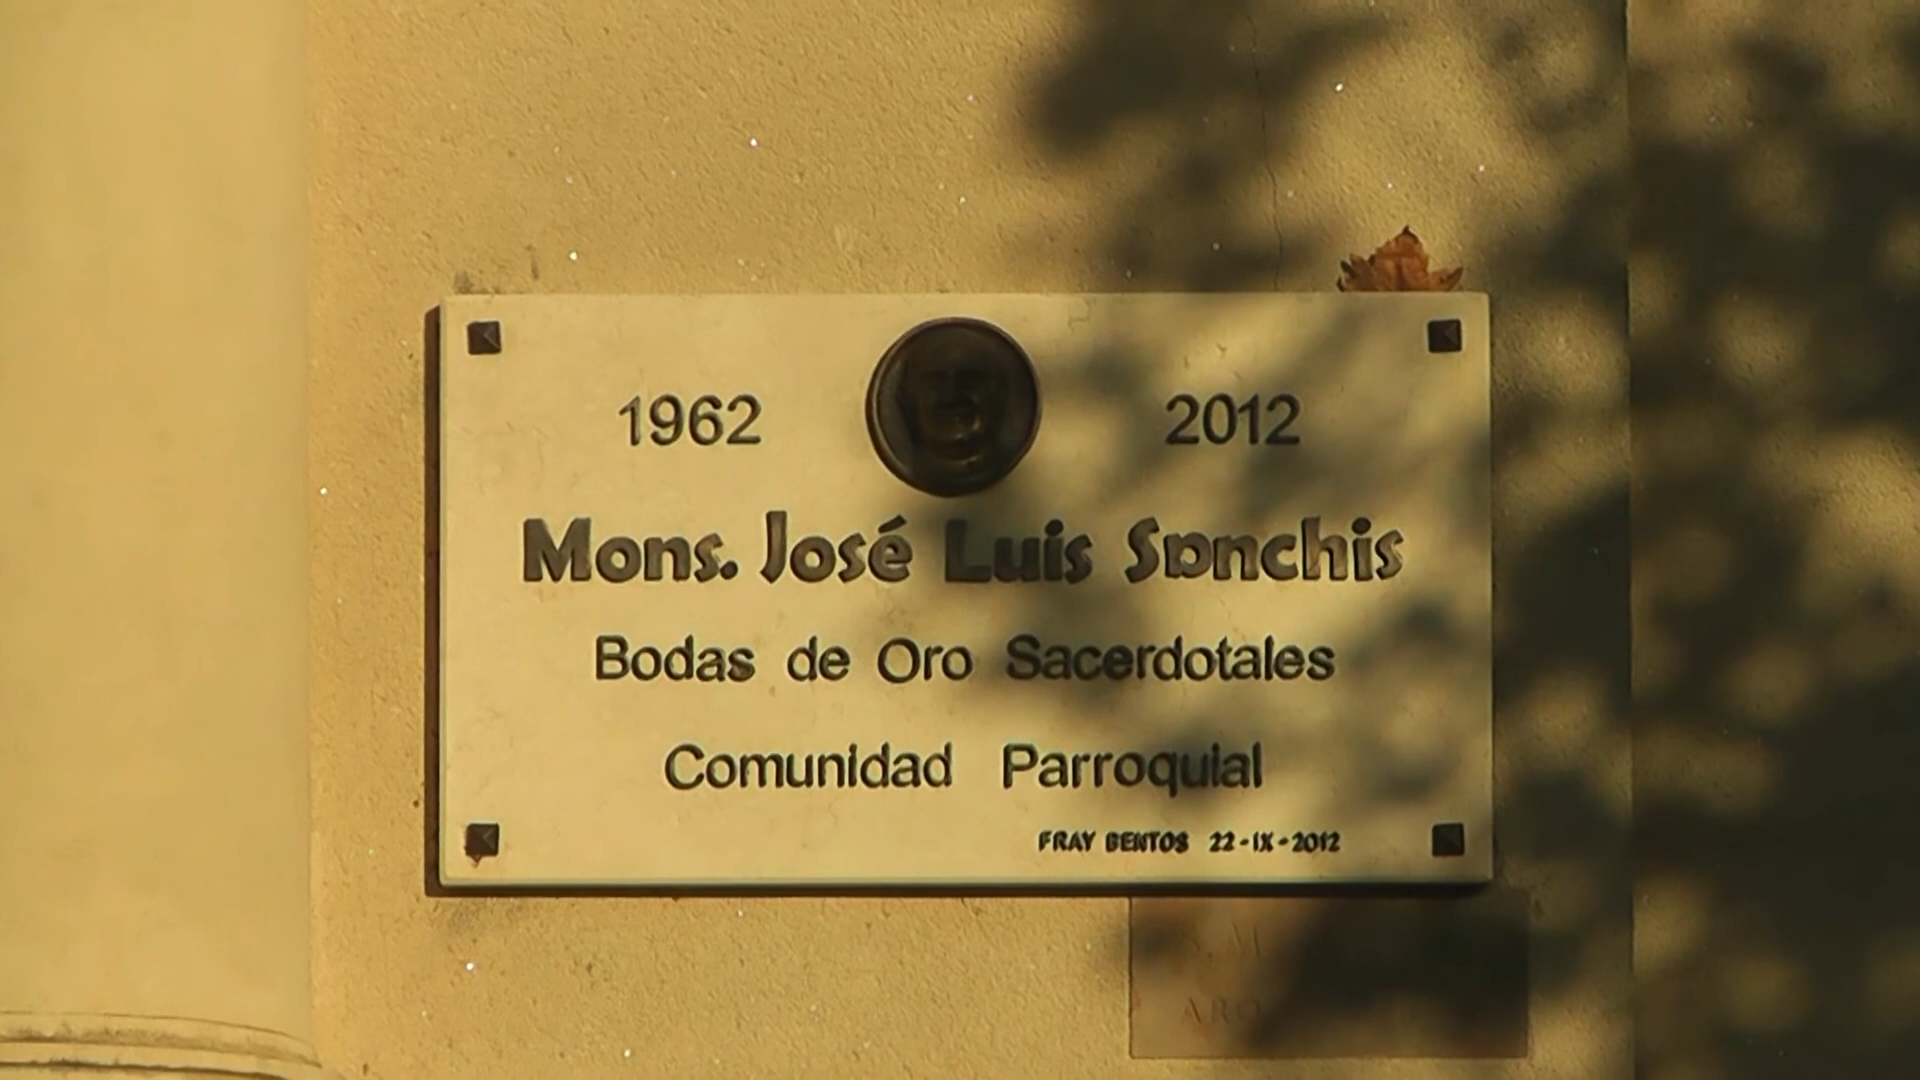 1962 2012
Mons. José Luis Sanchis
Bodas de Oro Sacerdotales
Comunidad Parroquial
FRAY BENTOS 22-IX-2012